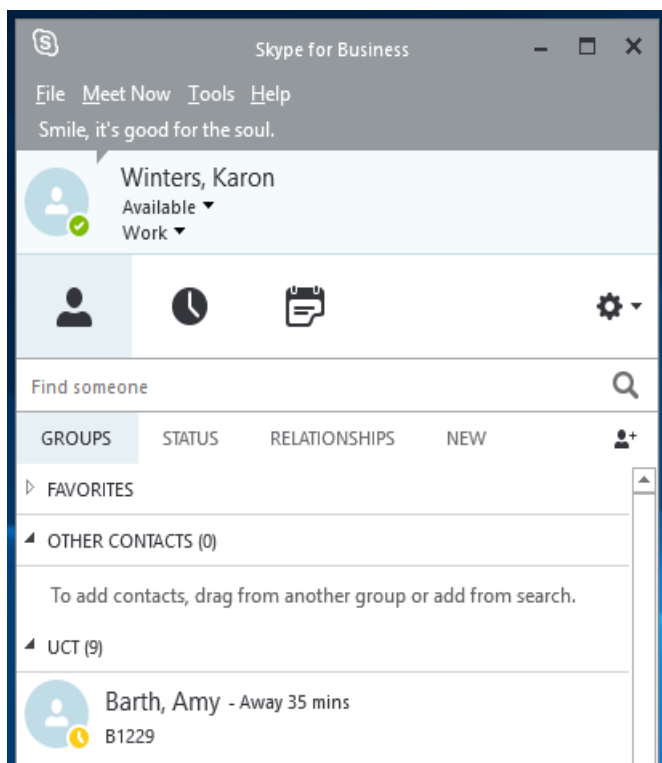 Skype for Business
File Meet Now Tools Help
Smile, it's good for the soul.
Winters, Karon
Available
Work
Find someone
GROUPS STATUS RELATIONSHIPS NEW
FAVORITES
OTHER CONTACTS (0)
To add contacts, drag from another group or add from search.
UCT (9)
Barth, Amy - Away 35 mins
B1229